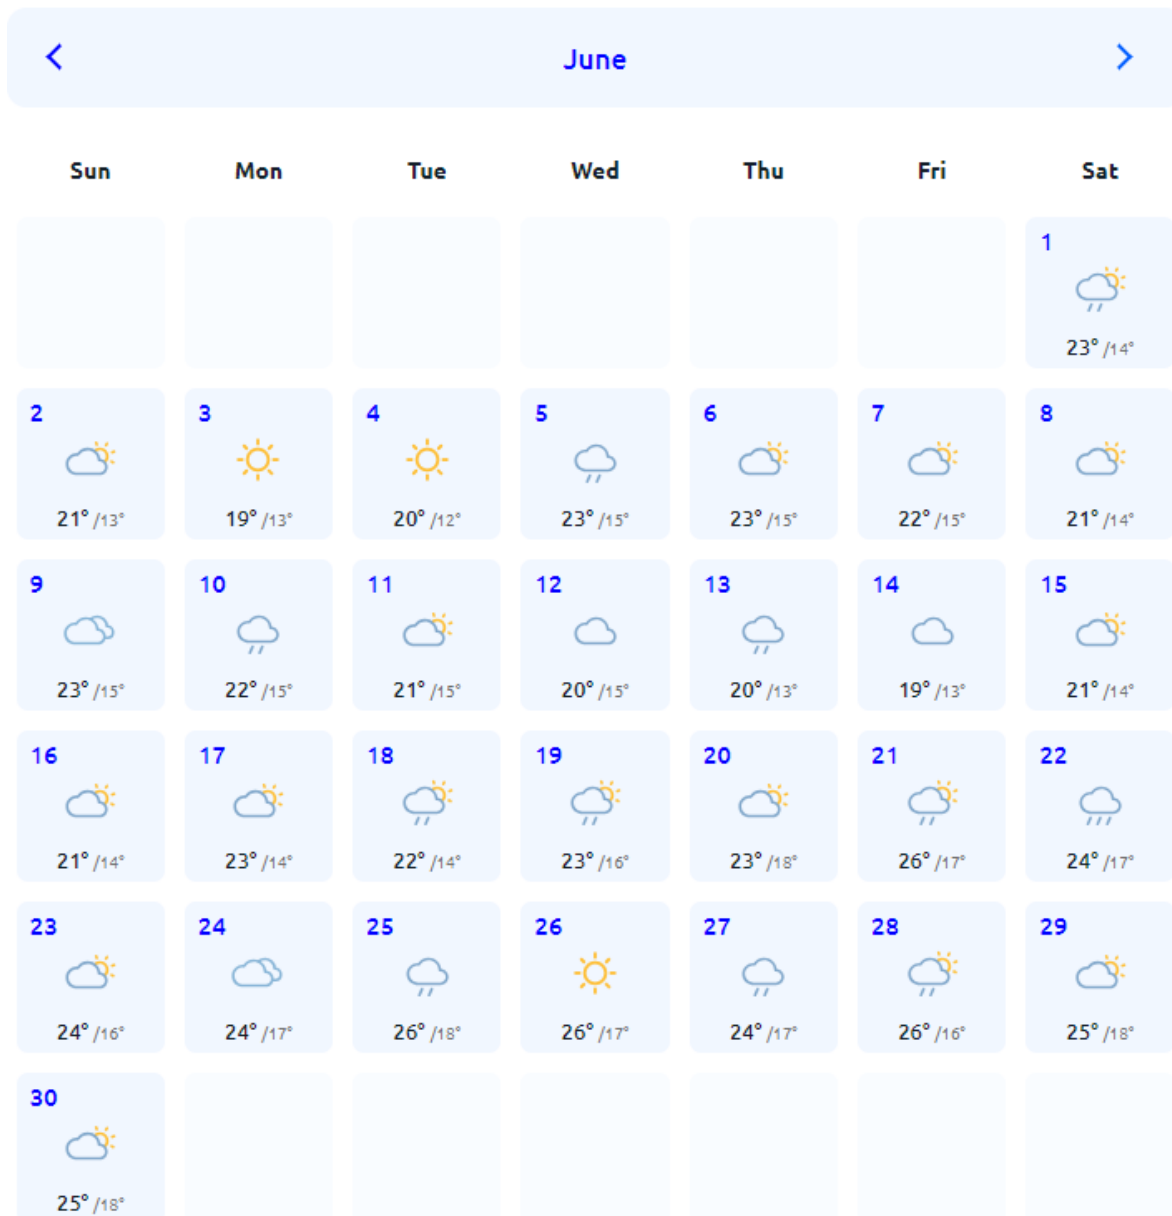 June
Sun Mon Tue Wed Thu Fri Sat
1
23° /14°
2 3 4 5 6 7 8
21° /13° 19° /13° 20° /12° 23° /15° 23° /15° 22° /15° 21° /14°
9 10 11 12 13 14 15
23° /15° 22° /15° 21° /15° 20° /15° 20° /13° 19° /13° 21° /14°
16 17 18 19 20 21 22
21° /14° 23° /14° 22° /14° 23° /16° 23° /18° 26° /17° 24° /17°
23 24 25 26 27 28 29
24° /16° 24° /17° 26° /18° 26° /17° 24° /17° 26° /16° 25° /18°
30
25° /18°